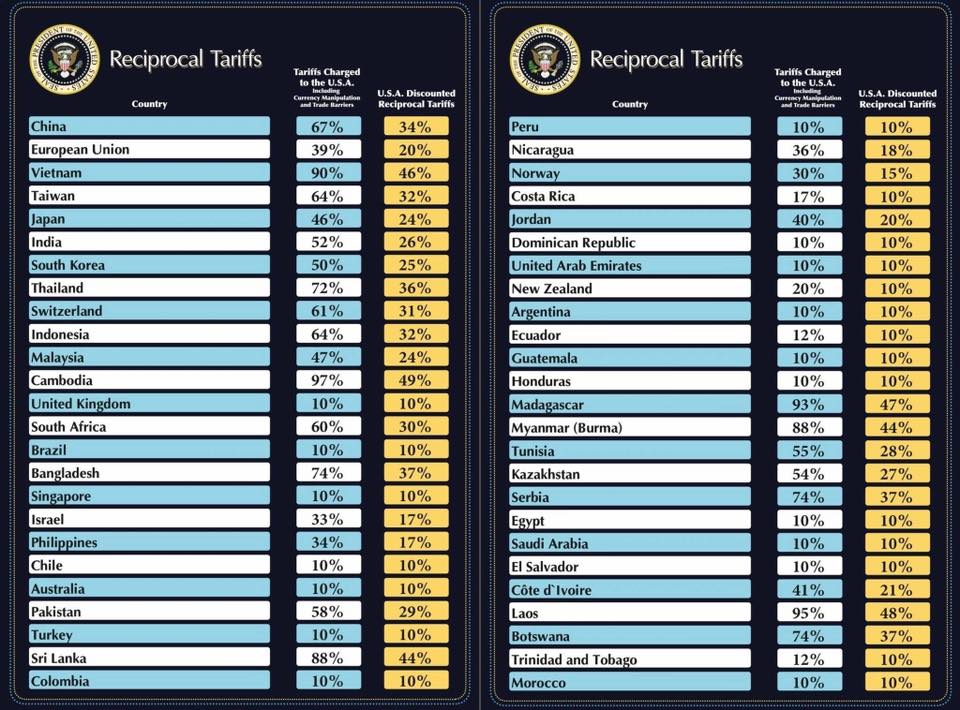 Reciprocal Tariffs
Country
Tariffs Charged
to the U.S.A.
Including
Currency Manipulation
and Trade Barriers
U.S.A. Discounted
Reciprocal Tariffs
China 67% 34%
European Union 39% 20%
Vietnam 90% 46%
Taiwan 64% 32%
Japan 46% 24%
India 52% 26%
South Korea 50% 25%
Thailand 72% 36%
Switzerland 61% 31%
Indonesia 64% 32%
Malaysia 47% 24%
Cambodia 97% 49%
United Kingdom 10% 10%
South Africa 60% 30%
Brazil 10% 10%
Bangladesh 74% 37%
Singapore 10% 10%
Israel 33% 17%
Philippines 34% 17%
Chile 10% 10%
Australia 10% 10%
Pakistan 58% 29%
Turkey 10% 10%
Sri Lanka 88% 44%
Colombia 10% 10%
SEAL OF THE PRESIDENT OF THE UNITED STATES
Reciprocal Tariffs
Country
Tariffs Charged
to the U.S.A.
Including
Currency Manipulation
and Trade Barriers
U.S.A. Discounted
Reciprocal Tariffs
Peru 10% 10%
Nicaragua 36% 18%
Norway 30% 15%
Costa Rica 17% 10%
Jordan 40% 20%
Dominican Republic 10% 10%
United Arab Emirates 10% 10%
New Zealand 20% 10%
Argentina 10% 10%
Ecuador 12% 10%
Guatemala 10% 10%
Honduras 10% 10%
Madagascar 93% 47%
Myanmar (Burma) 88% 44%
Tunisia 55% 28%
Kazakhstan 54% 27%
Serbia 74% 37%
Egypt 10% 10%
Saudi Arabia 10% 10%
El Salvador 10% 10%
Côte d`Ivoire 41% 21%
Laos 95% 48%
Botswana 74% 37%
Trinidad and Tobago 12% 10%
Morocco 10% 10%